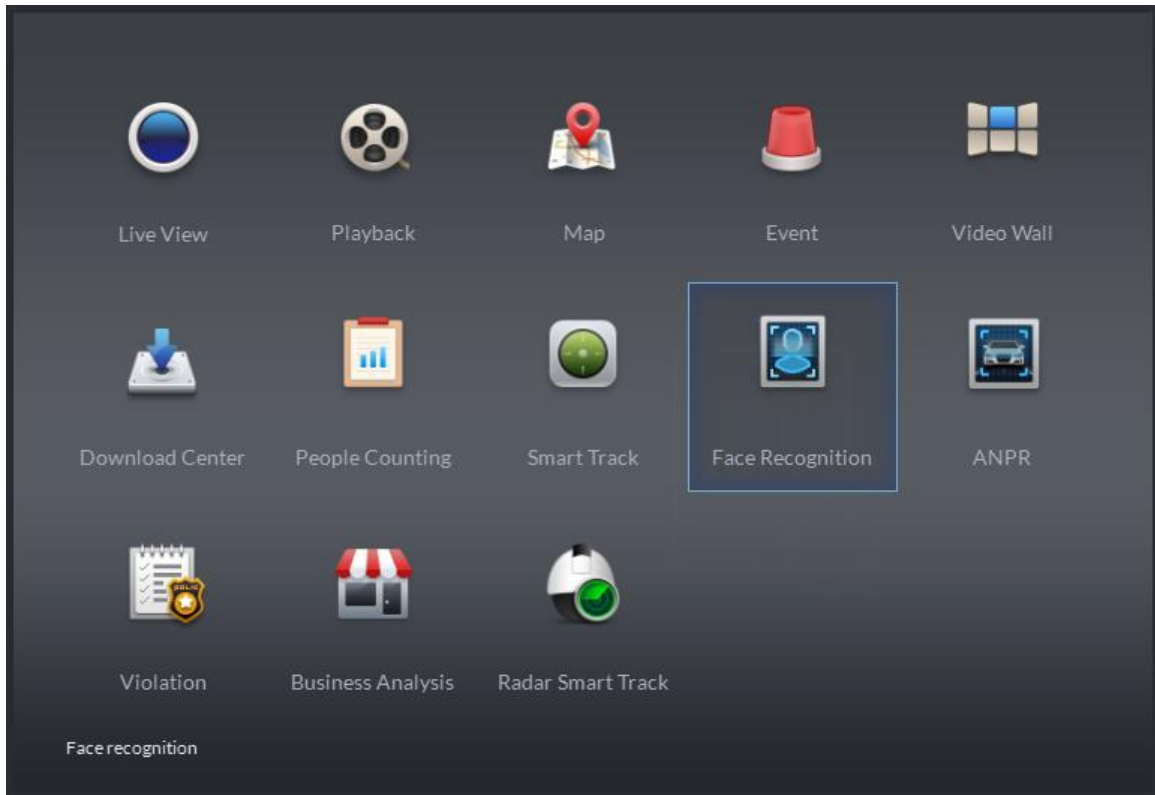 Live View
Playback
Map
Event
Video Wall
Download Center
People Counting
Smart Track
Face Recognition
ANPR
Violation
Business Analysis
Radar Smart Track
Face recognition